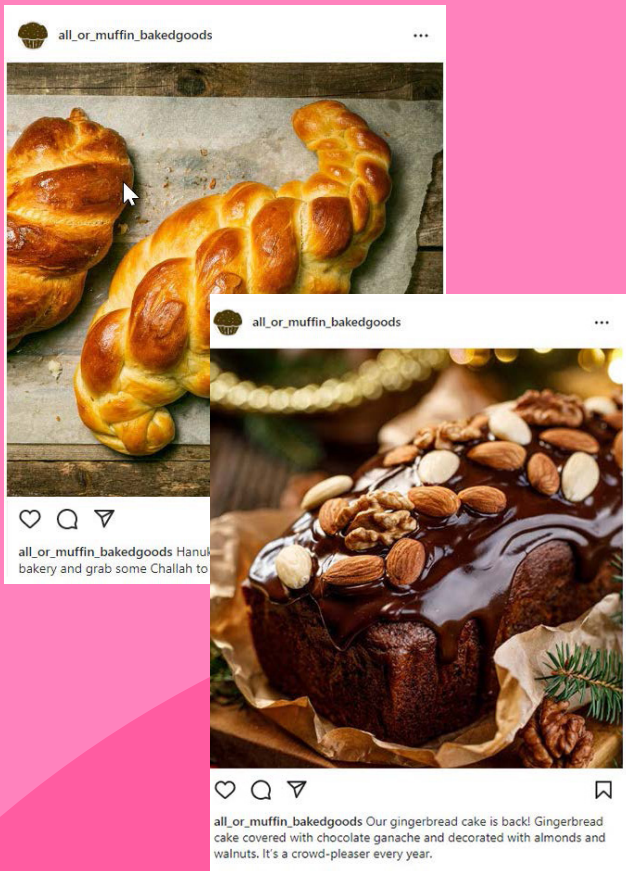 all_or_muffin_bakedgoods
all_or_muffin_bakedgoods
bakery and grab some Challah to
all_or_muffin_bakedgoods
all_or_muffin_bakedgoods Our gingerbread cake is back! Gingerbread
cake covered with chocolate ganache and decorated with almonds and
walnuts. It's a crowd-pleaser every year.